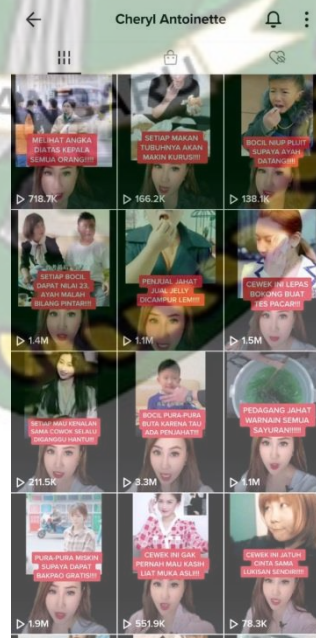 Cheryl Antoinette
MELIHAT ANGKA
DIATAS KEPALA
SEMUA ORANG!!!!
718.7K
SETIAP MAKAN
TUBUHNYA AKAN
MAKIN KURUS!!!!
166.2K
BOCIL NIUP PLUIT
SUPAYA AYAH
DATANG!!!!
138.1K
SETIAP BOCIL
DAPAT NILAI 23,
AYAH MALAH
BILANG PINTAR!!!!
1.4M
PENJUAL JAHAT
JUAL JELLY
DICAMPUR LEM!!!!
1.1M
CEWEK INI LEPAS
BOKONG BUAT
TES PACAR!!!!
1.5M
SETIAP MAU KENALAN
SAMA COWOK SELALU
DIGANGGU HANTU!!!!
211.5K
BOCIL PURA-PURA
BUTA KARENA TAU
ADA PENJAHAT!!!!
3.3M
PEDAGANG JAHAT
WARNAIN SEMUA
SAYURAN!!!!!!
1.1M
PURA-PURA MISKIN
SUPAYA DAPAT
BAKPAO GRATIS!!!!
1.9M
CEWEK INI GAK
PERNAH MAU KASIH
LIAT MUKA ASLI!!!!
551.9K
CEWEK INI JATUH
CINTA SAMA
LUKISAN SENDIRI!!!!
78.3K